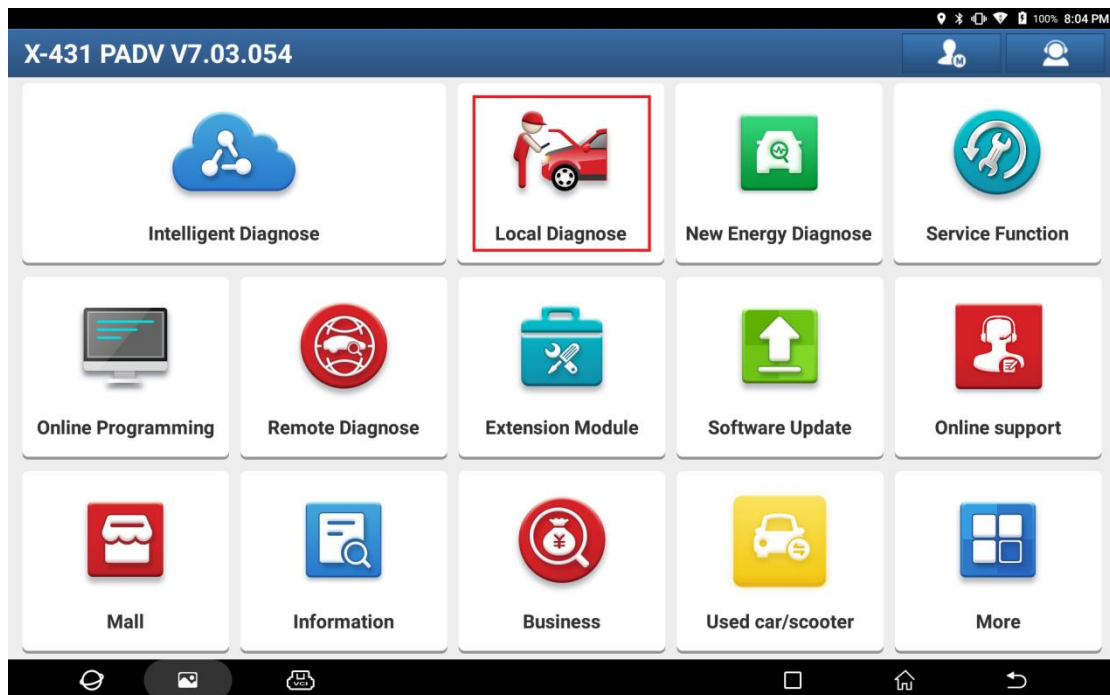 100% 8:04 PM
X-431 PADV V7.03.054
M
Intelligent Diagnose
Local Diagnose
New Energy Diagnose
Service Function
Online Programming
Remote Diagnose
Extension Module
Software Update
Online support
¥
Mall
Information
Business
Used car/scooter
More
VCI